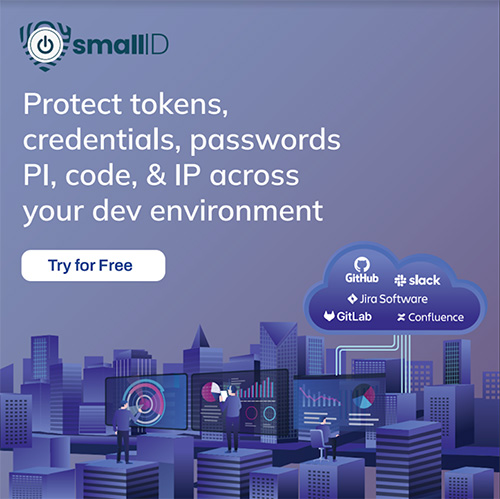 smallID
Protect tokens,
credentials, passwords
PI, code, & IP across
your dev environment
Try for Free
GitHub
slack
Jira Software
GitLab
Confluence